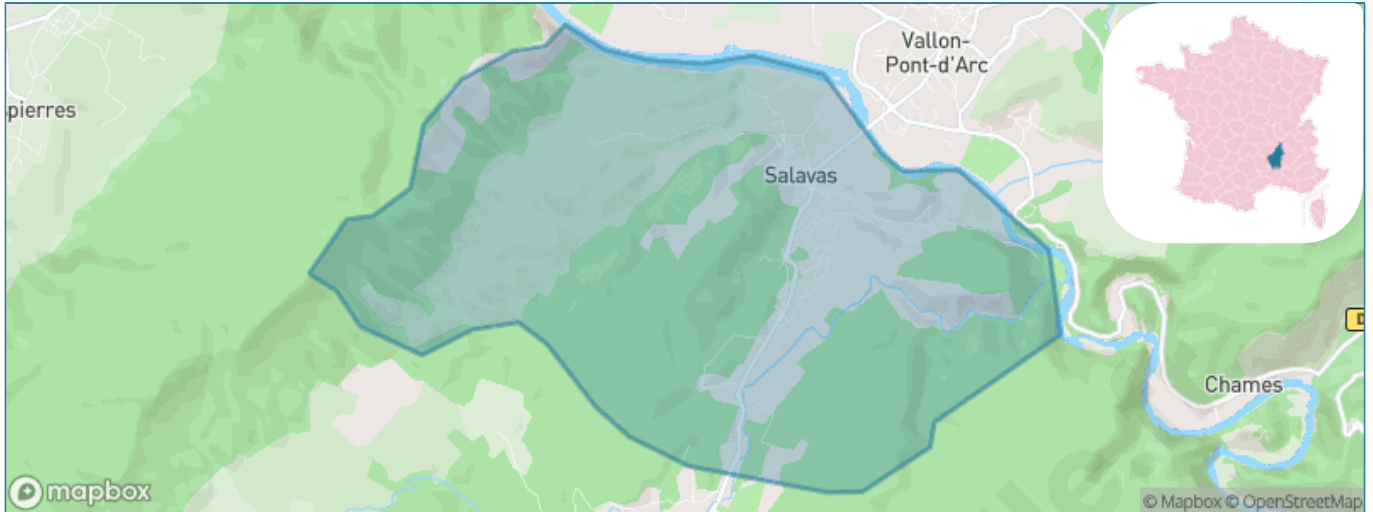 Vallon-
Pont-d'Arc
pierres
Salavas
Chames
mapbox
© Mapbox © OpenStreetMap